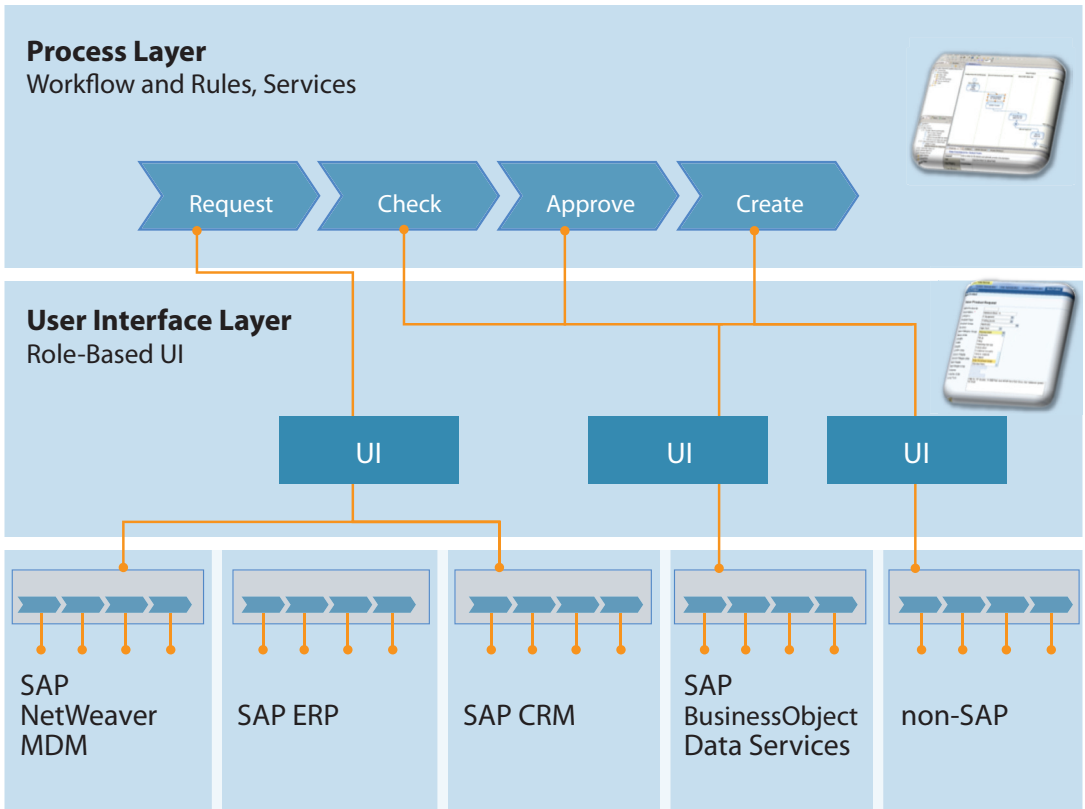 Process Layer
Workflow and Rules, Services
Request
Check
Approve
Create
User Interface Layer
Role-Based UI
UI
UI
UI
SAP
NetWeaver
MDM
SAP ERP
SAP CRM
SAP
BusinessObject
Data Services
non-SAP